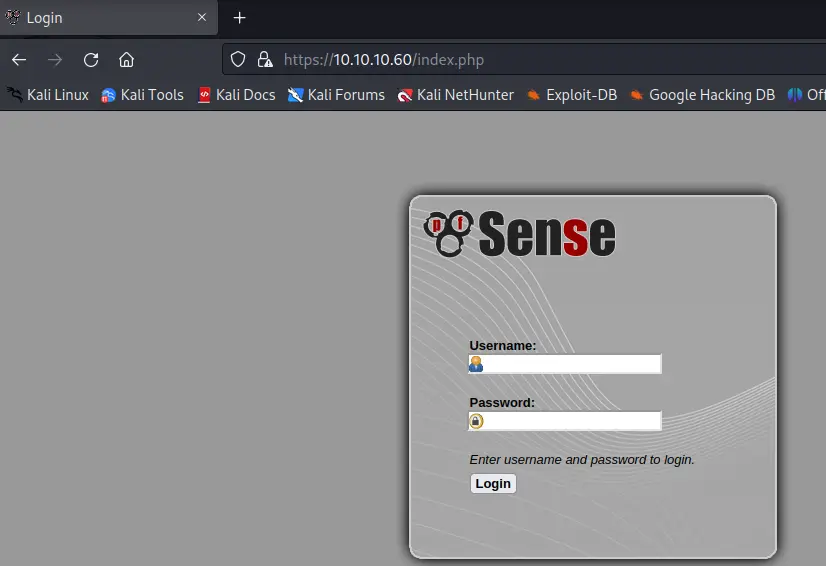 Login
https://10.10.10.60/index.php
Kali Linux Kali Tools Kali Docs Kali Forums Kali NetHunter Exploit-DB Google Hacking DB Off
pf Sense
Username:
Password:
Enter username and password to login.
Login